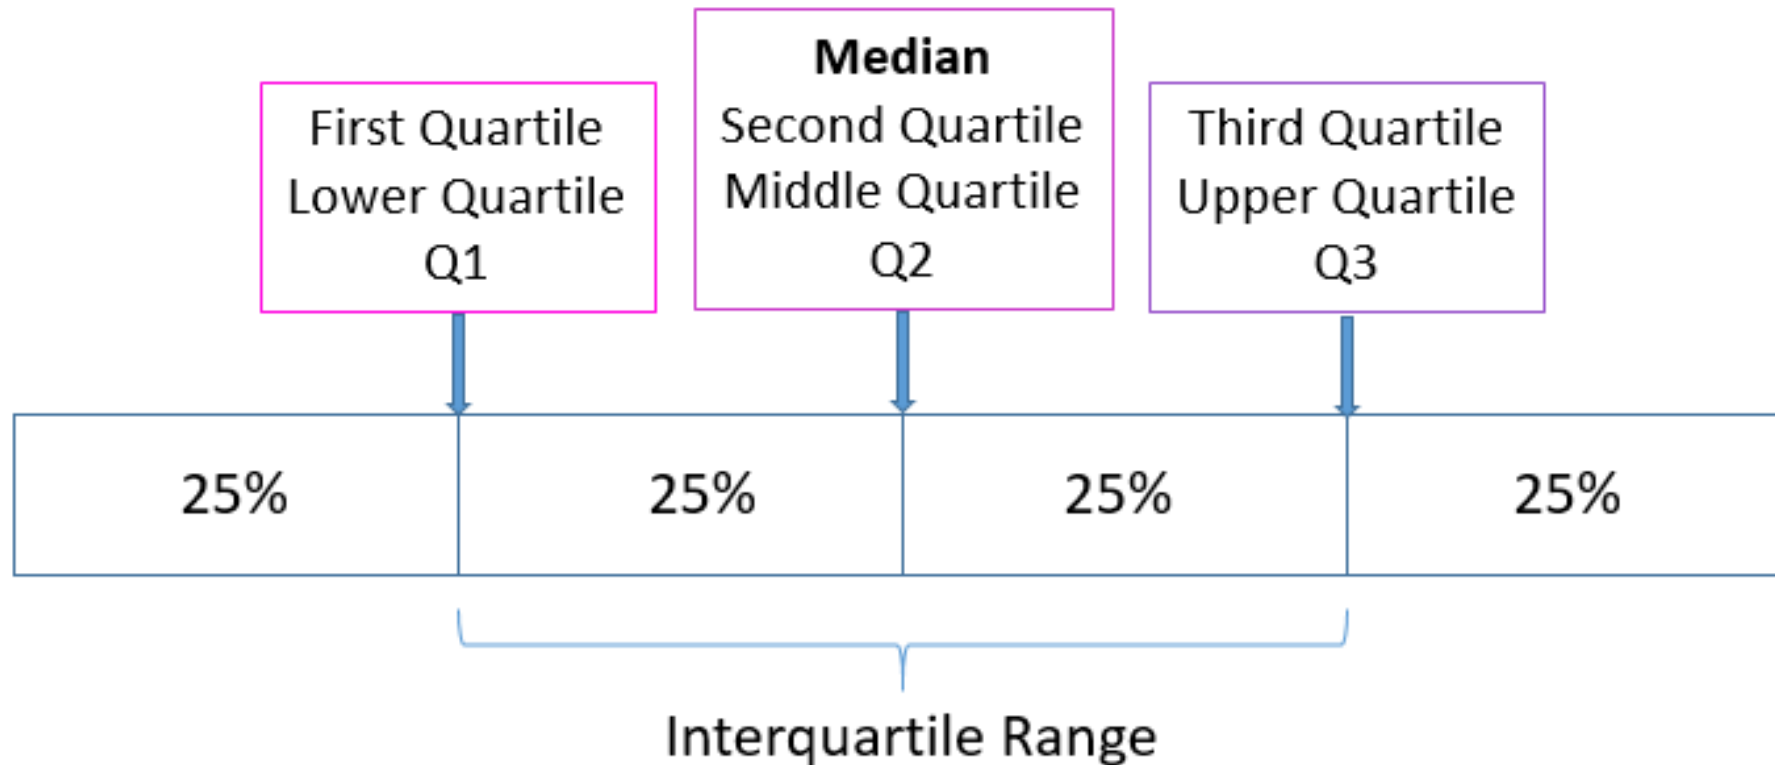 First Quartile
Lower Quartile
Q1
Median
Second Quartile
Middle Quartile
Q2
Third Quartile
Upper Quartile
Q3
25%
25%
25%
25%
Interquartile Range